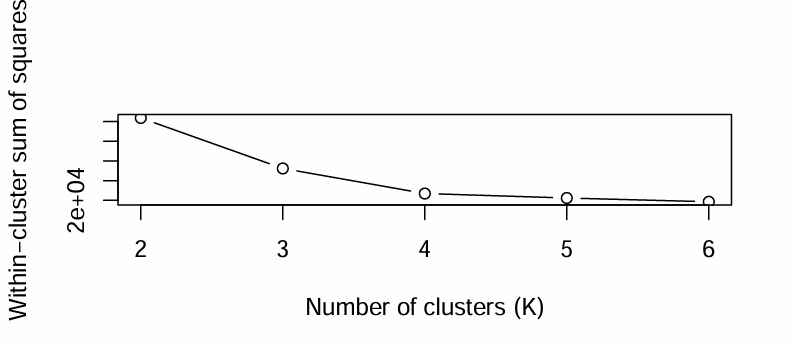 Within−cluster sum of squares
2e+04
2 3 4 5 6
Number of clusters (K)